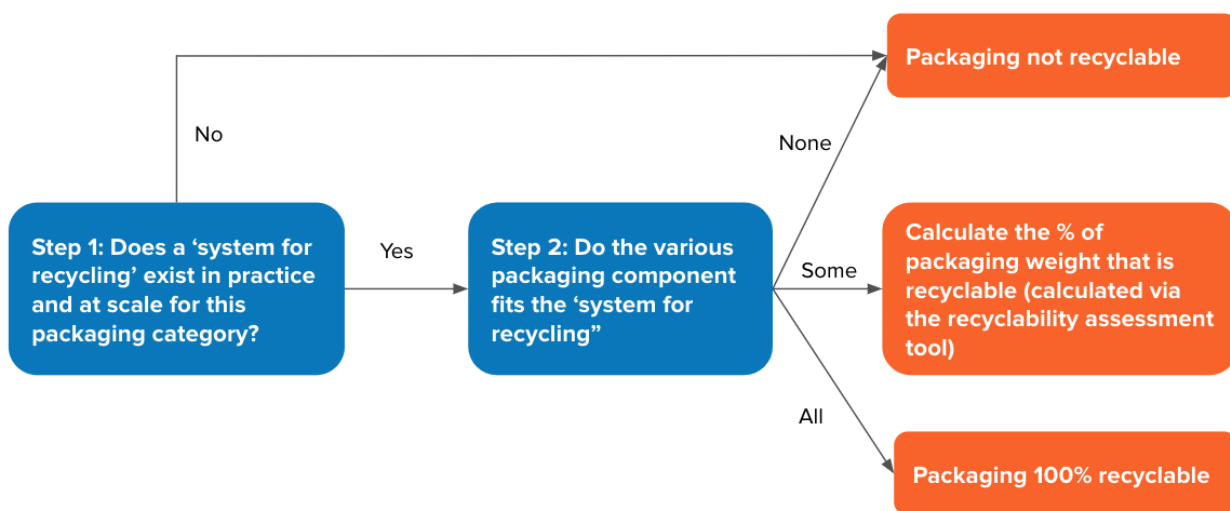 Packaging not recyclable
No
None
Step 1: Does a ‘system for
recycling’ exist in practice
and at scale for this
packaging category?
Yes
Step 2: Do the various
packaging component
fits the ‘system for
recycling”
Some
Calculate the % of
packaging weight that is
recyclable (calculated via
the recyclability assessment
tool)
All
Packaging 100% recyclable